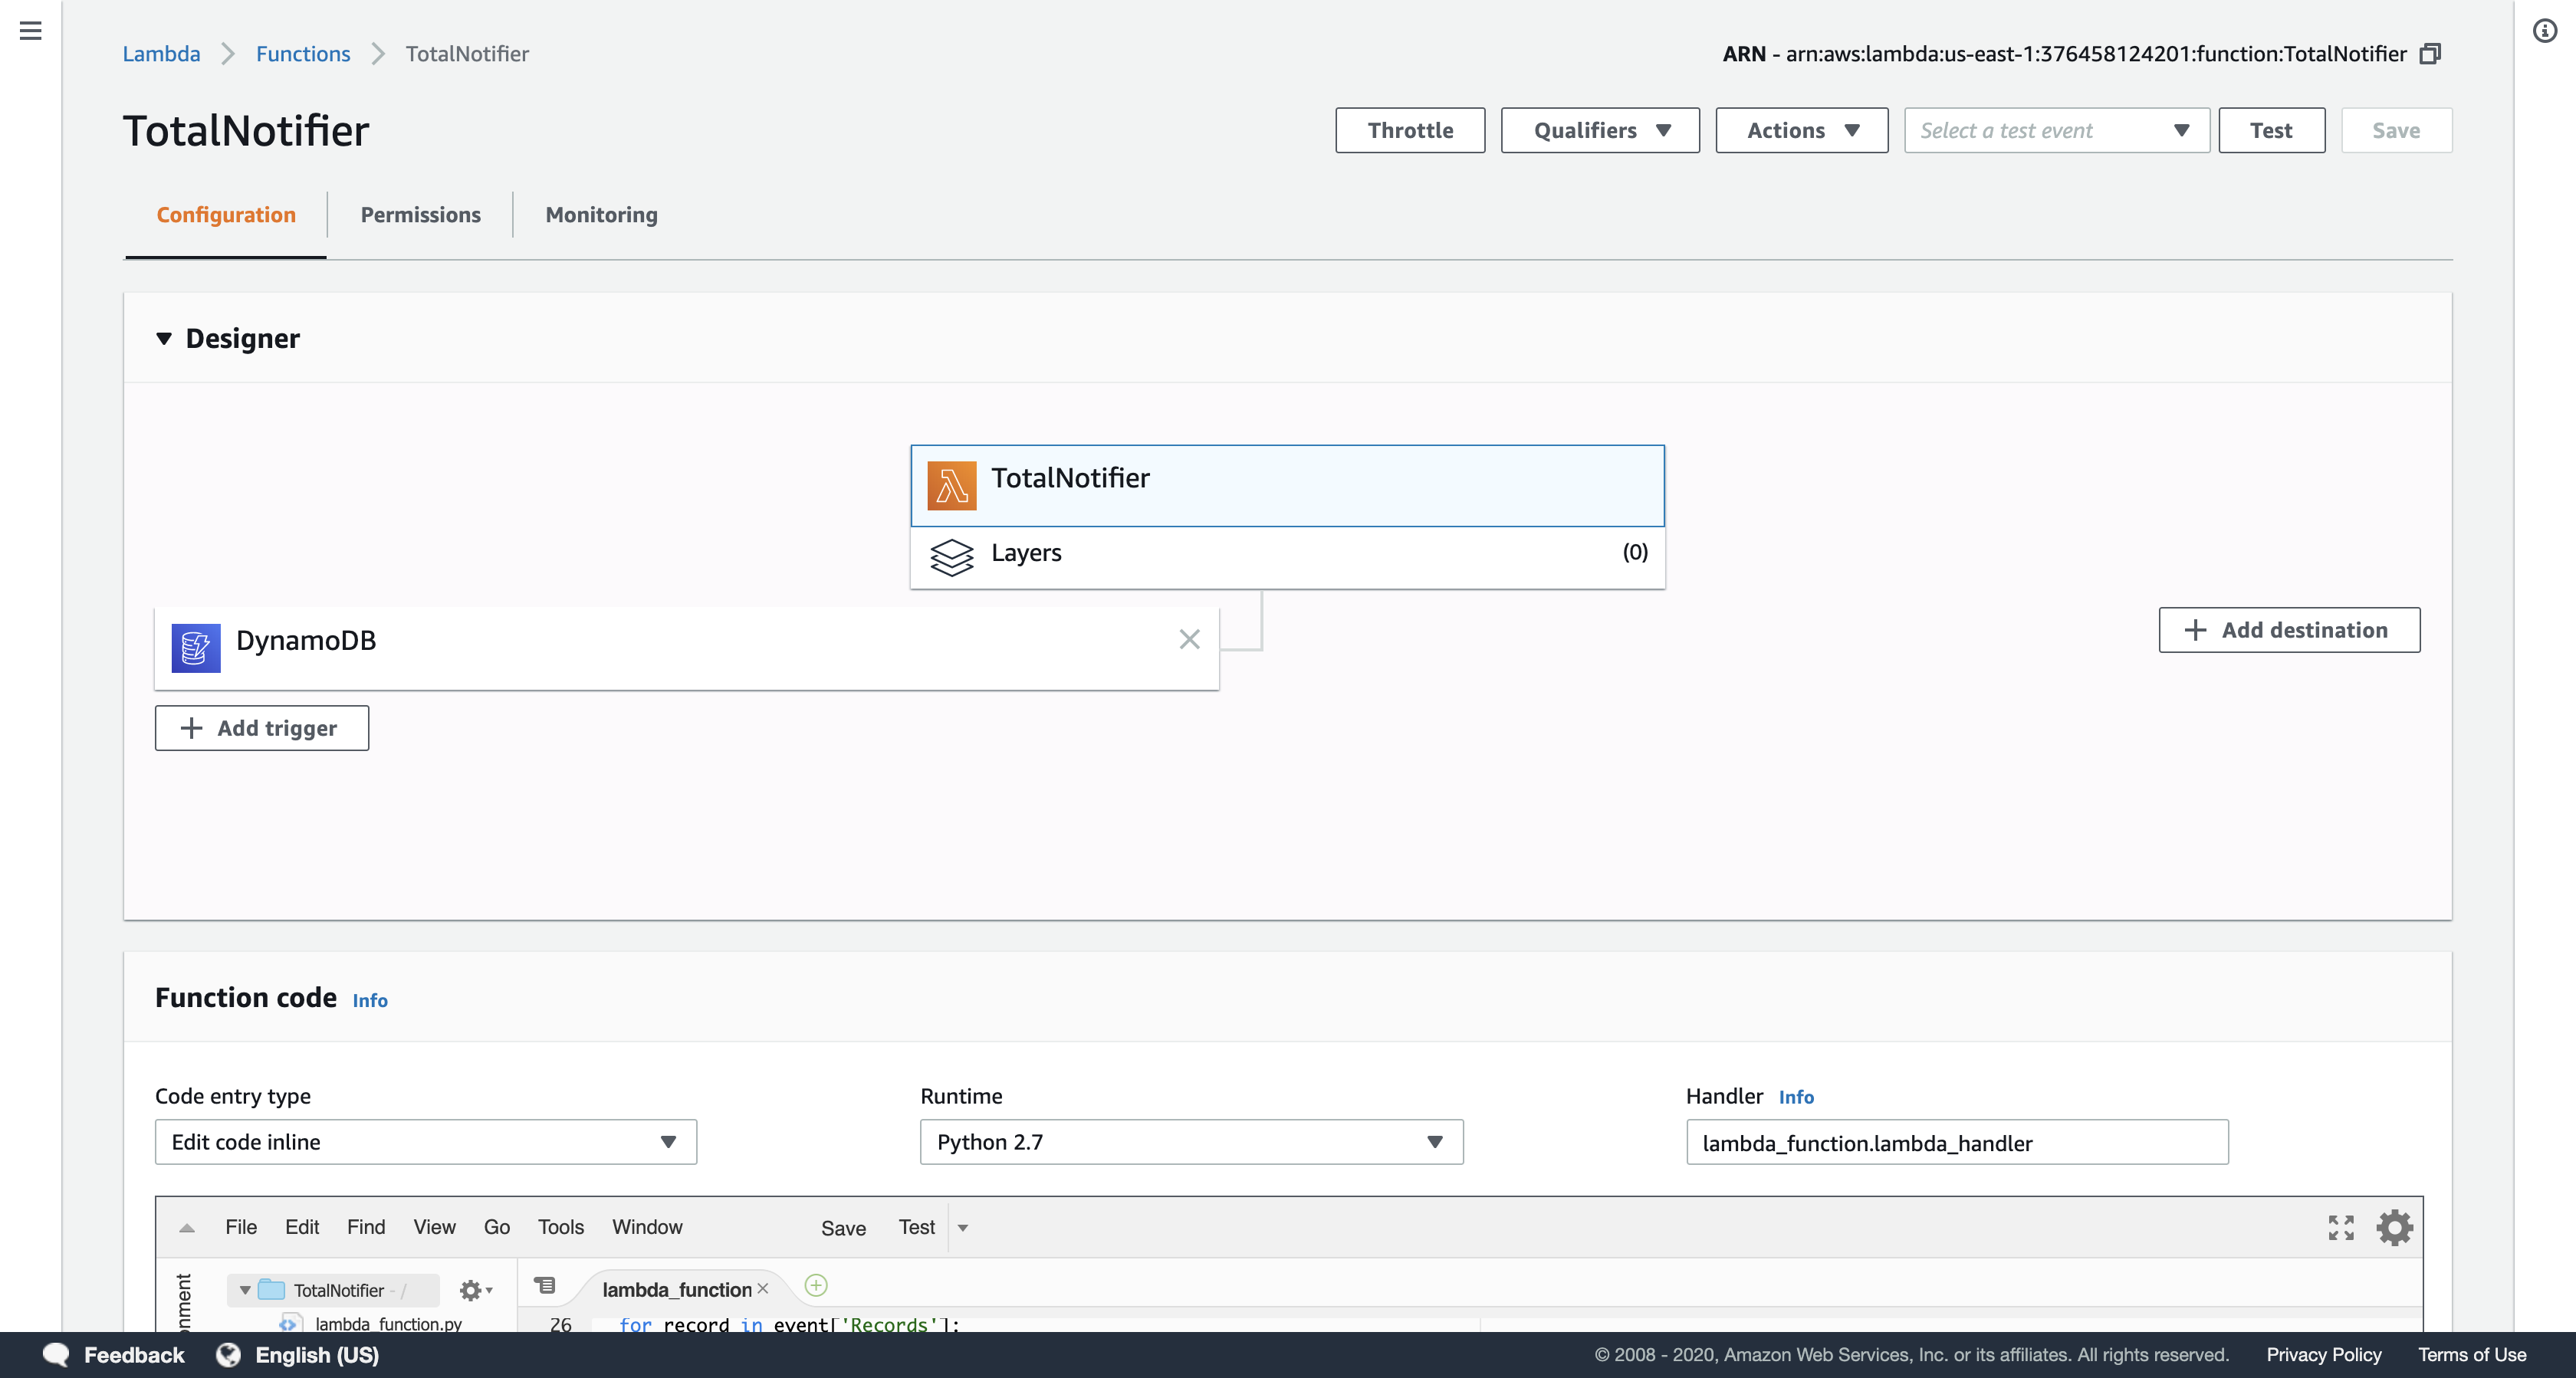 Lambda Functions TotalNotifier
ARN - arn:aws:lambda:us-east-1:376458124201:function:TotalNotifier
TotalNotifier
Throttle Qualifiers Actions Select a test event Test Save
Configuration Permissions Monitoring
Designer
TotalNotifier
Layers (0)
DynamoDB
Add destination
Add trigger
Function code Info
Code entry type
Edit code inline
Runtime
Python 2.7
Handler Info
lambda_function.lambda_handler
File Edit Find View Go Tools Window Save Test
TotalNotifier - /
lambda_function
lambda_function.py
26 for record in event['Records']:
Feedback English (US)
© 2008 - 2020, Amazon Web Services, Inc. or its affiliates. All rights reserved. Privacy Policy Terms of Use